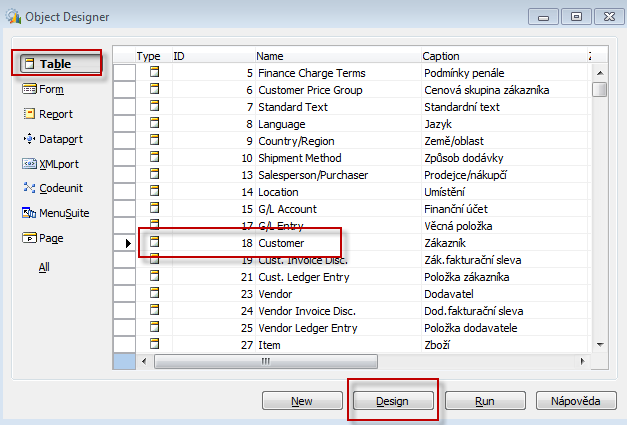 Object Designer
Type ID Name Caption
Table
Form
Report
Dataport
XMLport
Codeunit
MenuSuite
Page
All
5 Finance Charge Terms Podmínky penále
6 Customer Price Group Cenová skupina zákazníka
7 Standard Text Standardní text
8 Language Jazyk
9 Country/Region Země/oblast
10 Shipment Method Způsob dodávky
13 Salesperson/Purchaser Prodejce/nákupčí
14 Location Umístění
15 G/L Account Finanční účet
17 G/L Entry Věcná položka
18 Customer Zákazník
19 Cust. Invoice Disc. Zák.fakturační sleva
21 Cust. Ledger Entry Položka zákazníka
23 Vendor Dodavatel
24 Vendor Invoice Disc. Dod.fakturační sleva
25 Vendor Ledger Entry Položka dodavatele
27 Item Zboží
New Design Run Nápověda